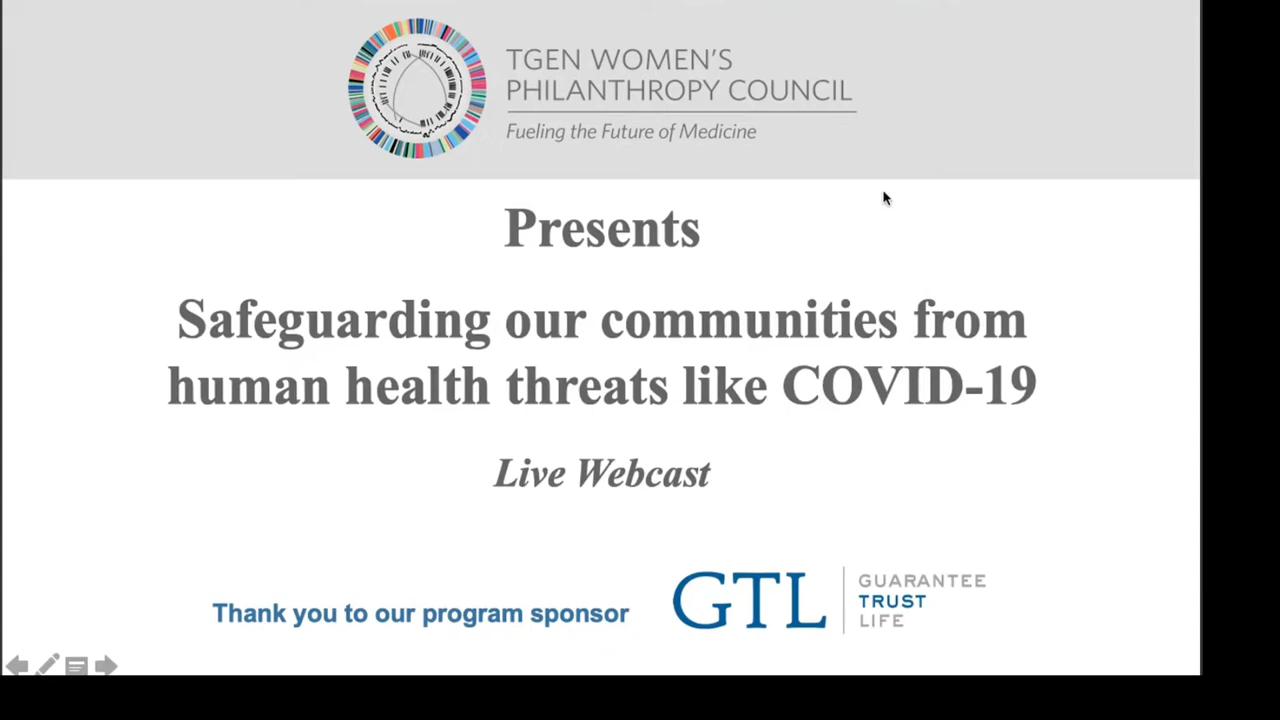 TGEN WOMEN'S
PHILANTHROPY COUNCIL
Fueling the Future of Medicine
Presents
Safeguarding our communities from
human health threats like COVID-19
Live Webcast
Thank you to our program sponsor
GTL
GUARANTEE
TRUST
LIFE